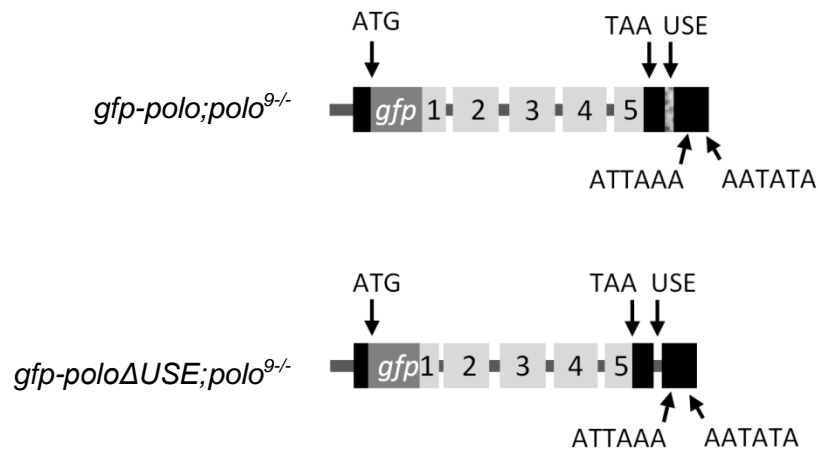 ATG TAA USE
gfp-polo;polo⁹⁻/⁻ gfp 1 2 3 4 5
ATTAAA AATATA
ATG TAA USE
gfp-poloΔUSE;polo⁹⁻/⁻ gfp 1 2 3 4 5
ATTAAA AATATA